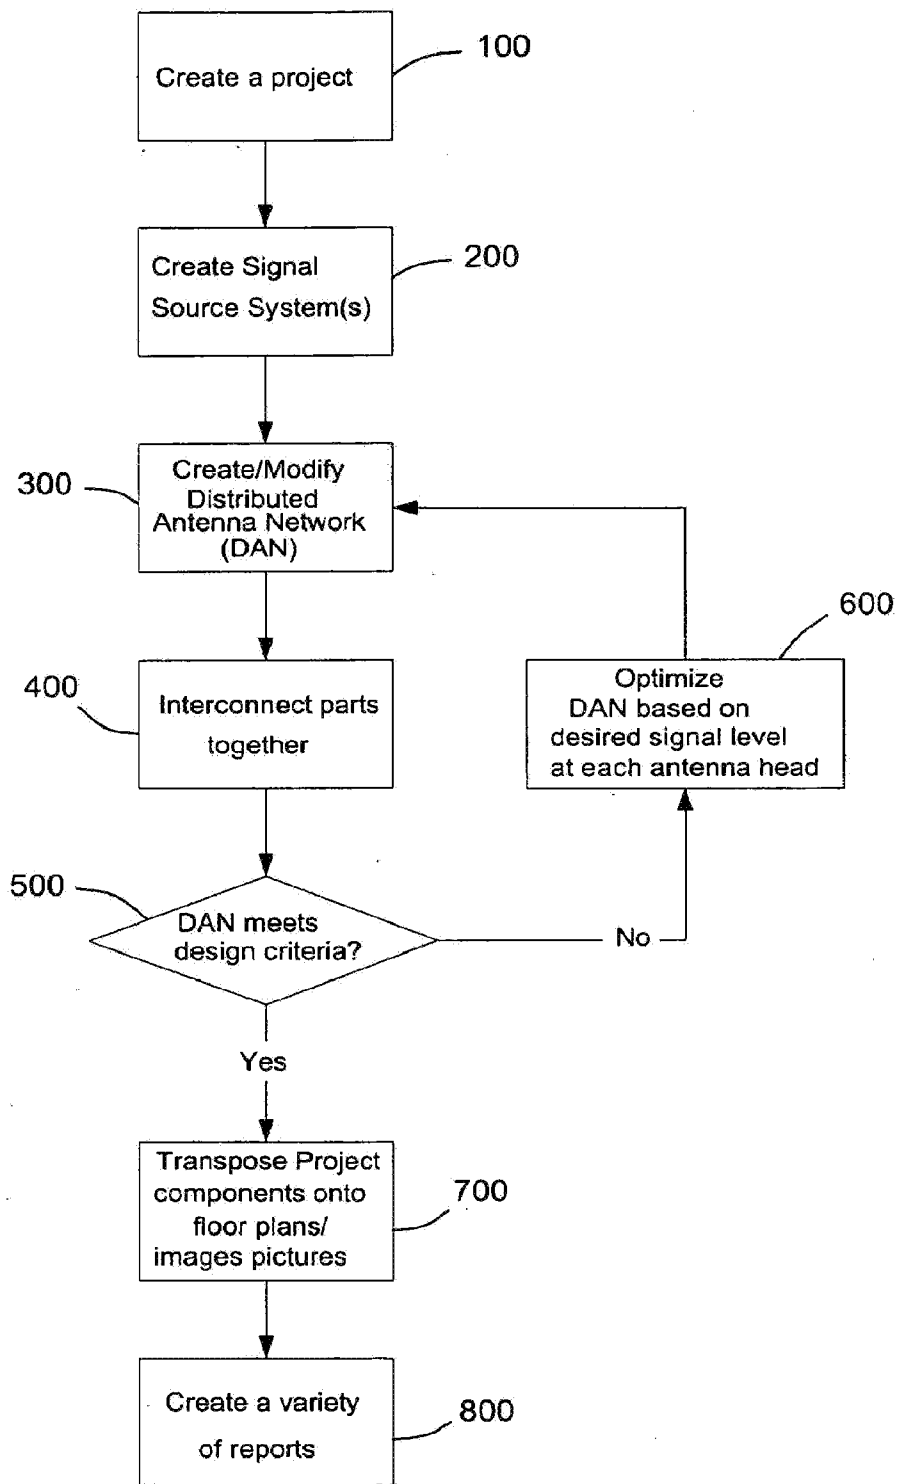 100
Create a project
200
Create Signal
Source System(s)
300
Create/Modify
Distributed
Antenna Network
(DAN)
400
Interconnect parts
together
600
Optimize
DAN based on
desired signal level
at each antenna head
500
DAN meets
design criteria?
No
Yes
Transpose Project
components onto
floor plans/
images pictures
700
Create a variety
of reports
800